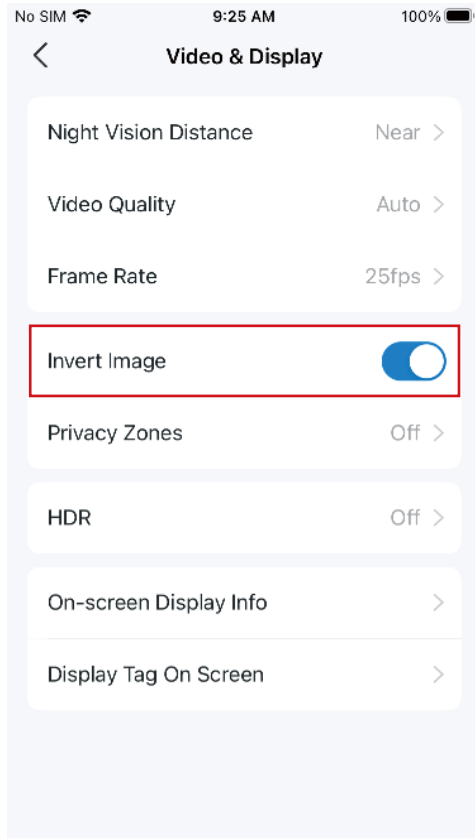 No SIM 9:25 AM 100%
Video & Display
Night Vision Distance Near
Video Quality Auto
Frame Rate 25fps
Invert Image
Privacy Zones Off
HDR Off
On-screen Display Info
Display Tag On Screen